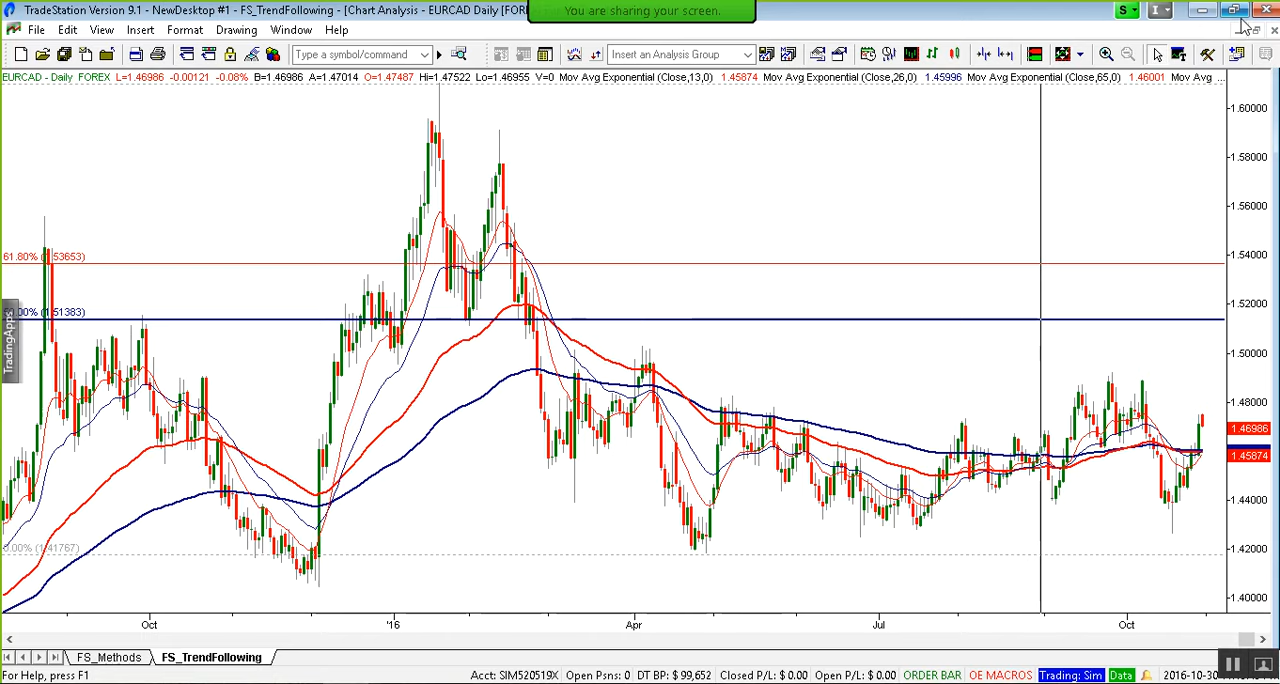 TradeStation Version 9.1 - NewDesktop #1 - FS_TrendFollowing - [Chart Analysis - EURCAD Daily [FOR
You are sharing your screen.
File Edit View Insert Format Drawing Window Help
Type a symbol/command
Insert an Analysis Group
EURCAD - Daily FOREX L=1.46986 -0.00121 -0.08% B=1.46986 A=1.47014 O=1.47487 Hi=1.47522 Lo=1.46955 V=0 Mov Avg Exponential (Close,13,0) 1.45874 Mov Avg Exponential (Close,26,0) 1.45996 Mov Avg Exponential (Close,65,0) 1.46001 Mov Avg ...
1.60000
1.58000
1.56000
1.54000
61.80% (1.53653)
1.52000
(1.51383)
TradingApps
1.50000
1.48000
1.46986
1.45874
1.44000
0.00% (1.41767)
1.42000
1.40000
Oct '16 Apr Jul Oct
FS_Methods FS_TrendFollowing
For Help, press F1 Acct: SIM520519X Open Psns: 0 DT BP: $ 99,652 Closed P/L: $ 0.00 Open P/L: $ 0.00 ORDER BAR OE MACROS Trading: Sim Data 2016-10-30